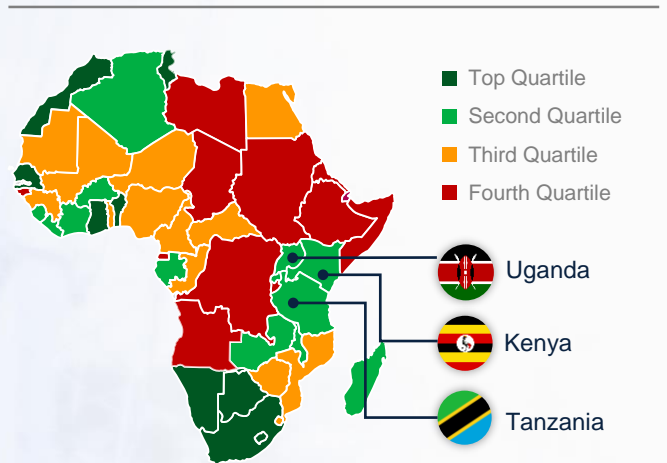 Top Quartile
Second Quartile
Third Quartile
Fourth Quartile
Uganda
Kenya
Tanzania